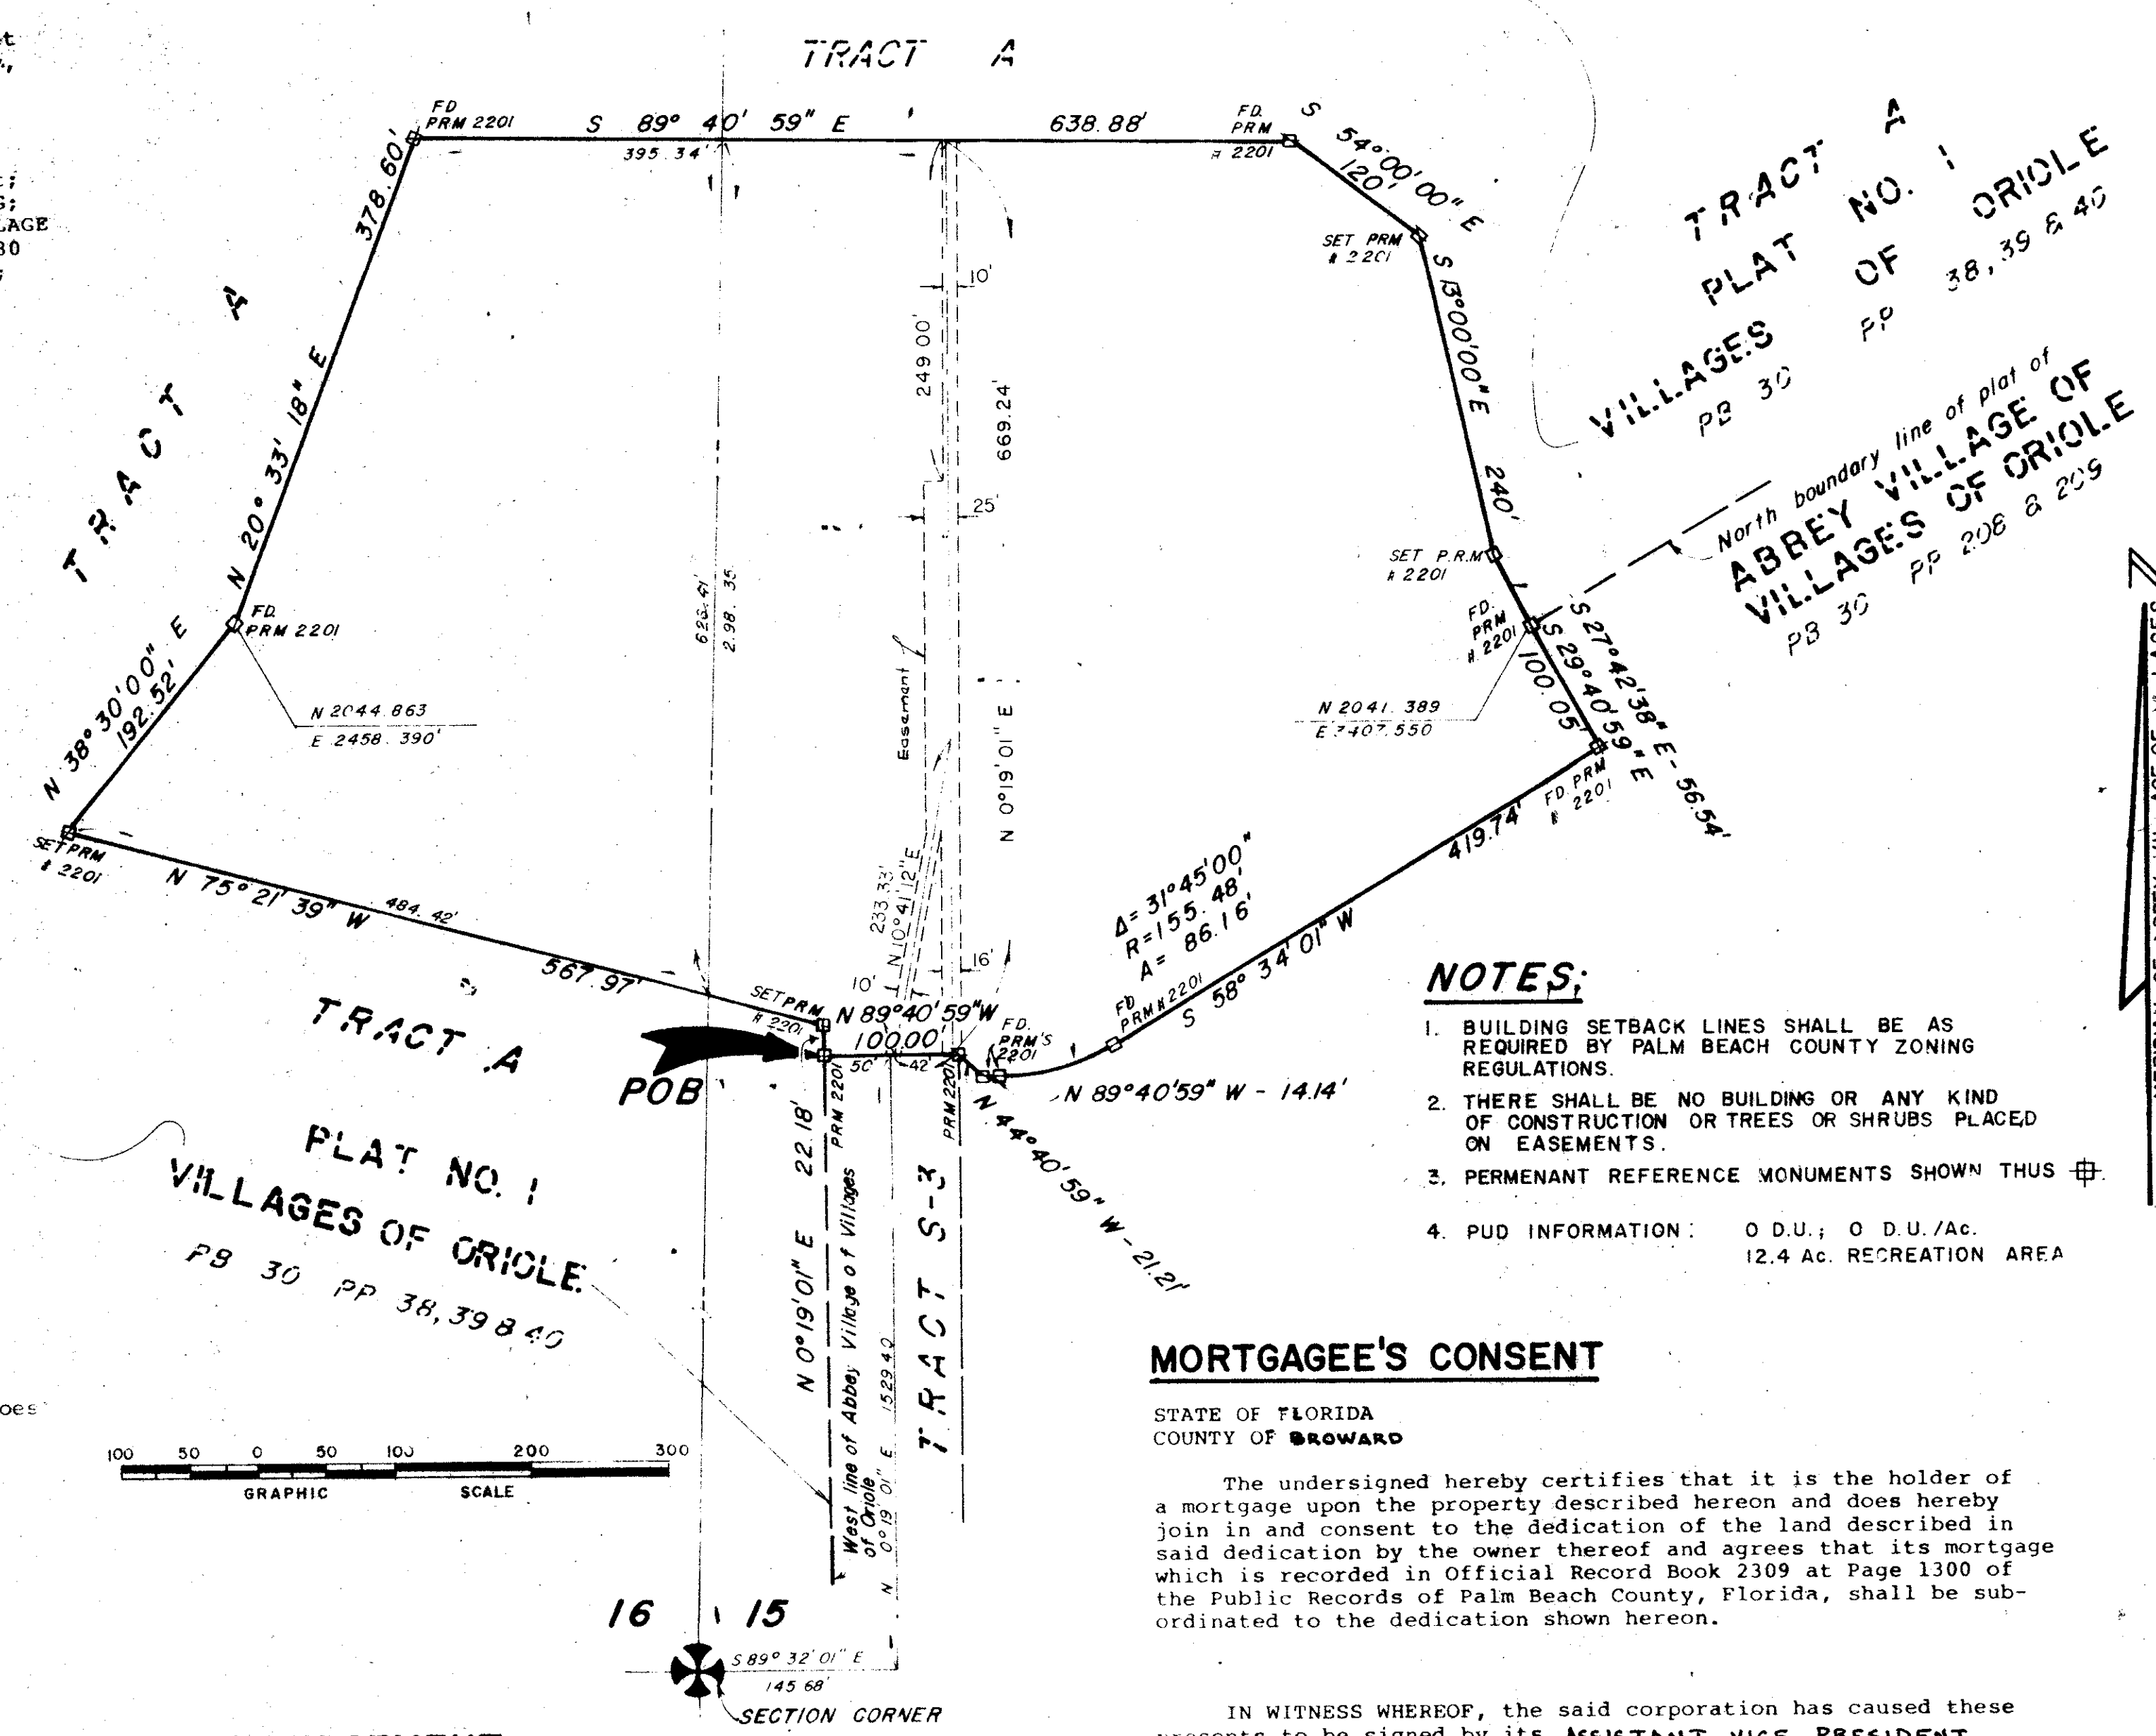 TRACT A
FD
PRM 2201
S 89° 40' 59" E
638.88'
395.34'
FD.
PRM
# 2201
S 54°00'00" E
120'
378.60'
N 20° 33' 18" E
TRACT A
SET PRM
# 2201
S 13°00'00" E
240'
TRACT A
PLAT NO. 1
VILLAGES OF ORIOLE
PB 30 PP 38, 39 & 40
10'
249 00'
669.24'
25'
North boundary line of plat of
ABBEY VILLAGE OF
VILLAGES OF ORIOLE
PB 30 PP 208 & 209
SET P.R.M
# 2201
FD.
PRM
# 2201
S 27°42'38" E - 56.54'
S 29°40'59" E
100.05'
FD.
PRM 2201
N 2044.863
E 2458.390'
N 38°30'00" E
192.52'
2.98. 35
Easement
N 0°19'01" E
N 2041.389
FD. PRM
# 2201
419.74'
SET PRM
# 2201
N 75°21'39" W
484.42'
567.97'
233.33'
N 10°41'12" E
10'
16'
Δ= 31°45'00"
R=155.48'
A= 86.16'
FD
PRM # 2201
S 58° 34' 01" W
SET PRM
# 2201
N 89°40'59"W
100.00'
50'
42'
FD.
PRM'S
2201
TRACT A
POB
N 89°40'59" W - 14.14'
N 44°40'59" W - 21.21'
PRM 2201
PRM 2201
N 0°19'01" E 22.18'
West line of Abbey Village of Villages
of Oriole
N 0°19 01" E 1529 40
TRACT S-3
PLAT NO. 1
VILLAGES OF ORIOLE
PB 30 PP 38, 39 & 40
NOTES:
1. BUILDING SETBACK LINES SHALL BE AS
REQUIRED BY PALM BEACH COUNTY ZONING
REGULATIONS.
2. THERE SHALL BE NO BUILDING OR ANY KIND
OF CONSTRUCTION OR TREES OR SHRUBS PLACED
ON EASEMENTS.
3. PERMENANT REFERENCE MONUMENTS SHOWN THUS
4. PUD INFORMATION: 0 D.U.; 0 D.U./Ac.
12.4 Ac. RECREATION AREA
100 50 0 50 100 200 300
GRAPHIC SCALE
16 15
S 89° 32' 01" E
145 68'
SECTION CORNER
MORTGAGEE'S CONSENT
STATE OF FLORIDA
COUNTY OF BROWARD
The undersigned hereby certifies that it is the holder of
a mortgage upon the property described hereon and does hereby
join in and consent to the dedication of the land described in
said dedication by the owner thereof and agrees that its mortgage
which is recorded in Official Record Book 2309 at Page 1300 of
the Public Records of Palm Beach County, Florida, shall be sub-
ordinated to the dedication shown hereon.
IN WITNESS WHEREOF, the said corporation has caused these
presents to be signed by its ASSISTANT VICE PRESIDENT